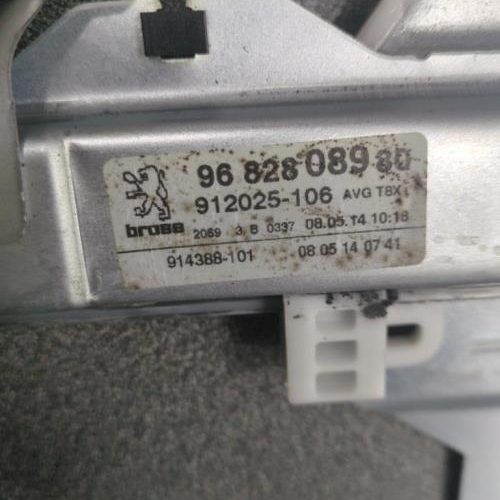 96 828 089 80
912025-106 AVG T8X
brose 2069 3 B 0337 08.05.14 10:18
914388-101 08 05 14 07 41